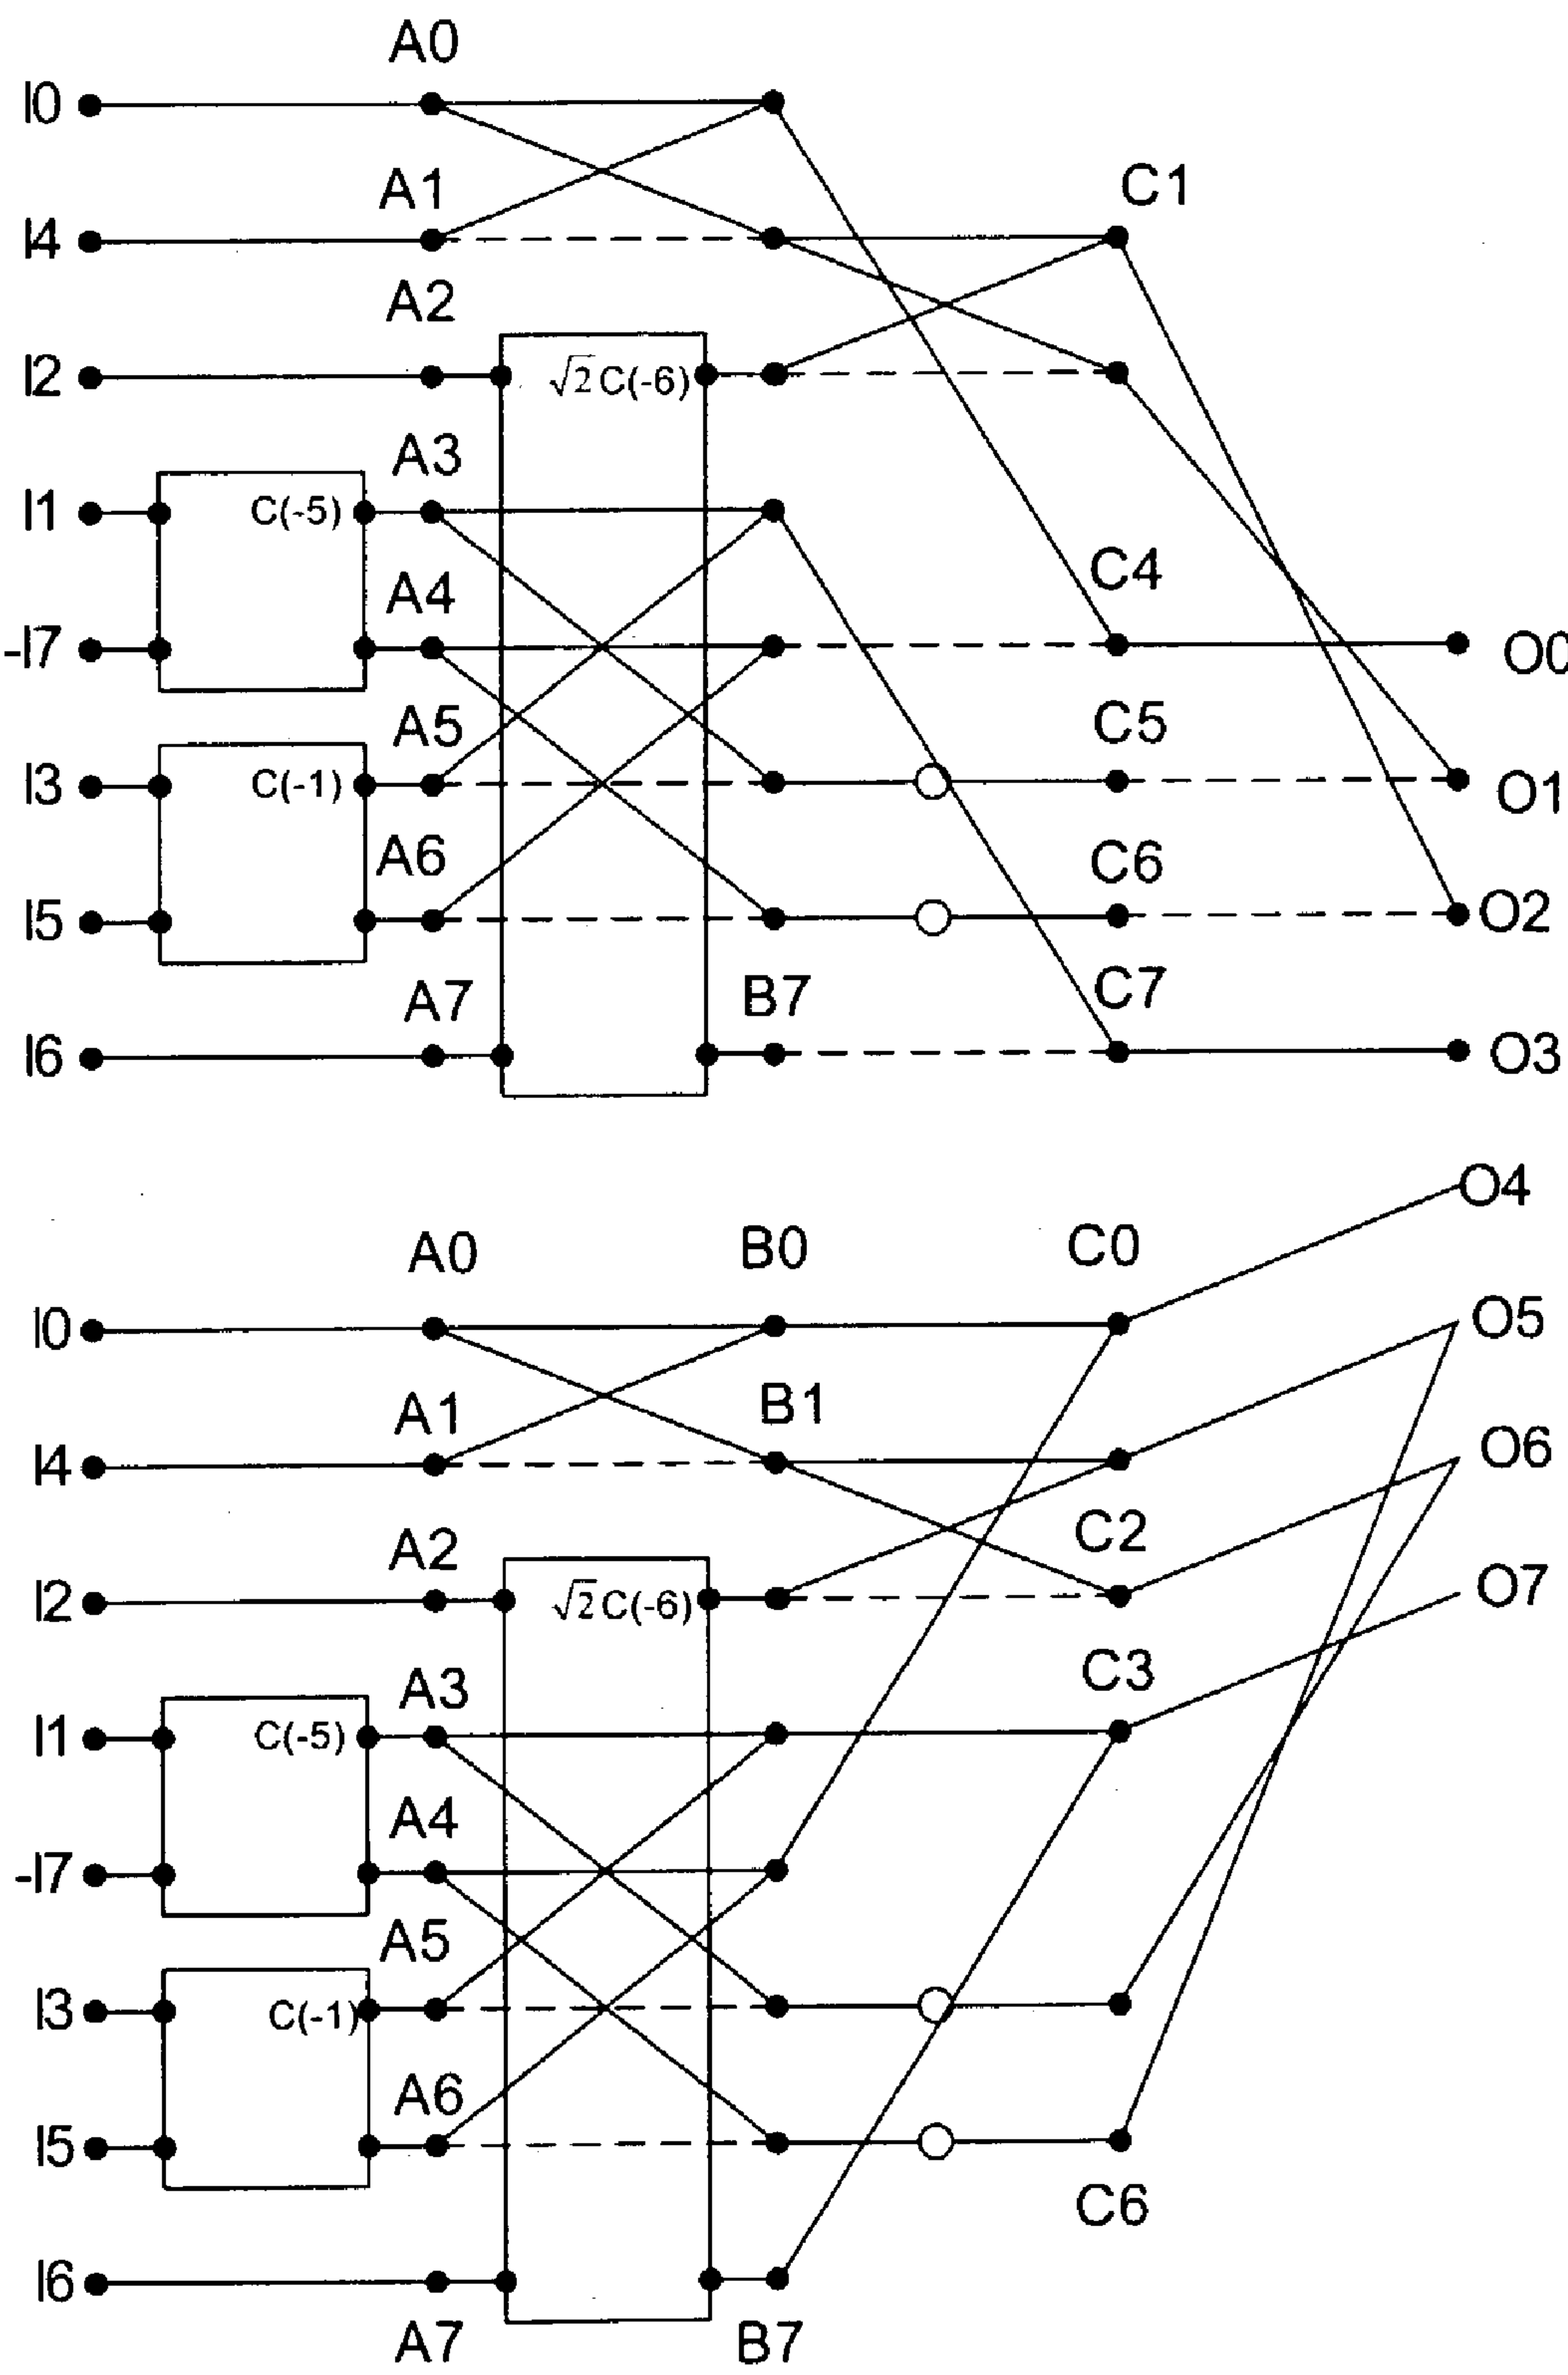 A0
I0
A1
C1
I4
A2
I2
√2 C(-6)
A3
I1
C(-5)
A4
C4
-I7
O0
A5
C5
I3
C(-1)
O1
A6
C6
I5
O2
A7
B7
C7
I6
O3
O4
A0
B0
C0
I0
O5
A1
B1
I4
O6
A2
C2
I2
√2 C(-6)
O7
A3
C3
I1
C(-5)
A4
-I7
A5
I3
C(-1)
A6
I5
C6
I6
A7
B7